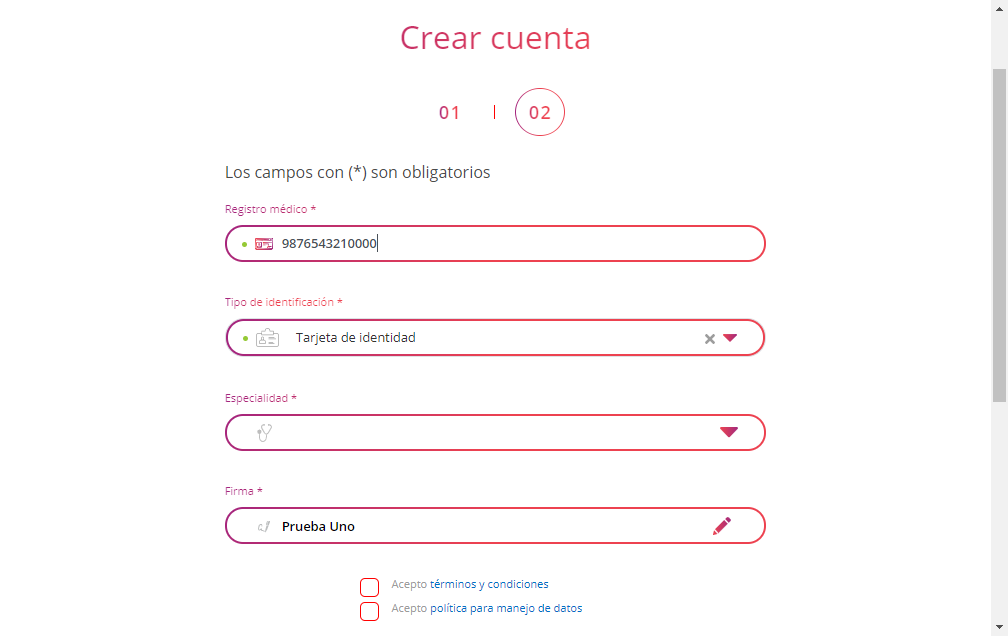 Crear cuenta
01 | 02
Los campos con (*) son obligatorios
Registro médico *
9876543210000
Tipo de identificación *
Tarjeta de identidad
Especialidad *
Firma *
Prueba Uno
Acepto términos y condiciones
Acepto política para manejo de datos